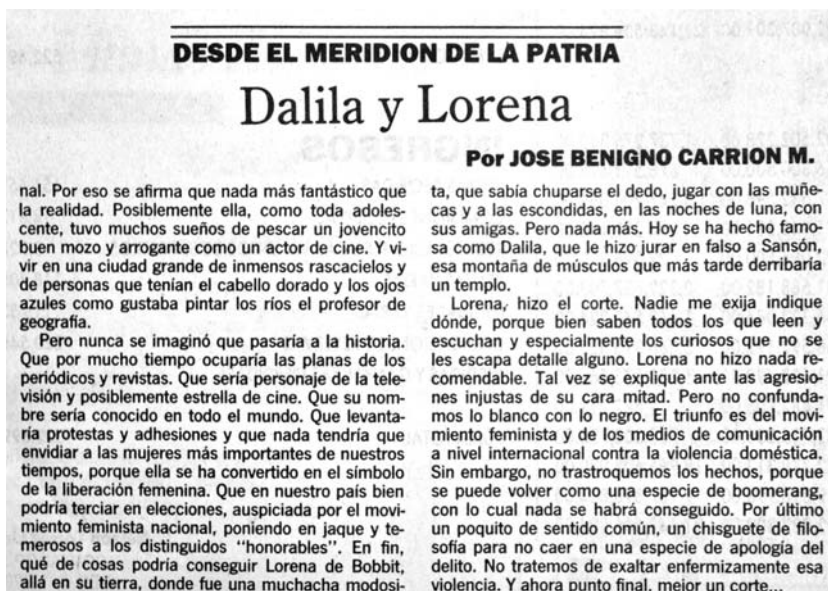 DESDE EL MERIDION DE LA PATRIA
Dalila y Lorena
Por JOSE BENIGNO CARRION M.
nal. Por eso se afirma que nada más fantástico que
la realidad. Posiblemente ella, como toda adoles-
cente, tuvo muchos sueños de pescar un jovencito
buen mozo y arrogante como un actor de cine. Y vi-
vir en una ciudad grande de inmensos rascacielos y
de personas que tenían el cabello dorado y los ojos
azules como gustaba pintar los ríos el profesor de
geografía.
Pero nunca se imaginó que pasaría a la historia.
Que por mucho tiempo ocuparía las planas de los
periódicos y revistas. Que sería personaje de la tele-
visión y posiblemente estrella de cine. Que su nom-
bre sería conocido en todo el mundo. Que levanta-
ría protestas y adhesiones y que nada tendría que
envidiar a las mujeres más importantes de nuestros
tiempos, porque ella se ha convertido en el símbolo
de la liberación femenina. Que en nuestro país bien
podría terciar en elecciones, auspiciada por el movi-
miento feminista nacional, poniendo en jaque y te-
merosos a los distinguidos "honorables". En fin,
qué de cosas podría conseguir Lorena de Bobbit,
allá en su tierra, donde fue una muchacha modosi-
ta, que sabía chuparse el dedo, jugar con las muñe-
cas y a las escondidas, en las noches de luna, con
sus amigas. Pero nada más. Hoy se ha hecho famo-
sa como Dalila, que le hizo jurar en falso a Sansón,
esa montaña de músculos que más tarde derribaría
un templo.
Lorena, hizo el corte. Nadie me exija indique
dónde, porque bien saben todos los que leen y
escuchan y especialmente los curiosos que no se
les escapa detalle alguno. Lorena no hizo nada re-
comendable. Tal vez se explique ante las agresio-
nes injustas de su cara mitad. Pero no confunda-
mos lo blanco con lo negro. El triunfo es del movi-
miento feminista y de los medios de comunicación
a nivel internacional contra la violencia doméstica.
Sin embargo, no trastroquemos los hechos, porque
se puede volver como una especie de boomerang,
con lo cual nada se habrá conseguido. Por último
un poquito de sentido común, un chisguete de filo-
sofía para no caer en una especie de apología del
delito. No tratemos de exaltar enfermizamente esa
violencia. Y ahora punto final, mejor un corte...